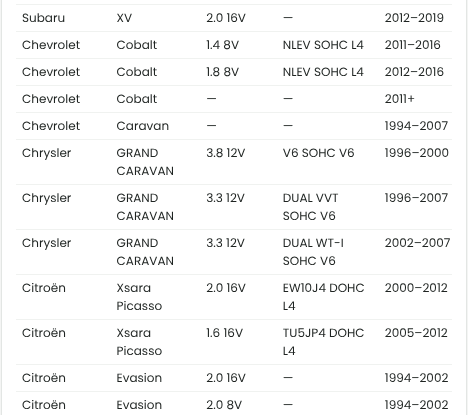 Subaru XV 2.0 16V — 2012–2019
Chevrolet Cobalt 1.4 8V NLEV SOHC L4 2011–2016
Chevrolet Cobalt 1.8 8V NLEV SOHC L4 2012–2016
Chevrolet Cobalt — — 2011+
Chevrolet Caravan — — 1994–2007
Chrysler GRAND 3.8 12V V6 SOHC V6 1996–2000
CARAVAN
Chrysler GRAND 3.3 12V DUAL VVT 1996–2007
CARAVAN SOHC V6
Chrysler GRAND 3.3 12V DUAL WT-I 2002–2007
CARAVAN SOHC V6
Citroën Xsara 2.0 16V EW10J4 DOHC 2000–2012
Picasso L4
Citroën Xsara 1.6 16V TU5JP4 DOHC 2005–2012
Picasso L4
Citroën Evasion 2.0 16V — 1994–2002
Citroën Evasion 2.0 8V — 1994–2002